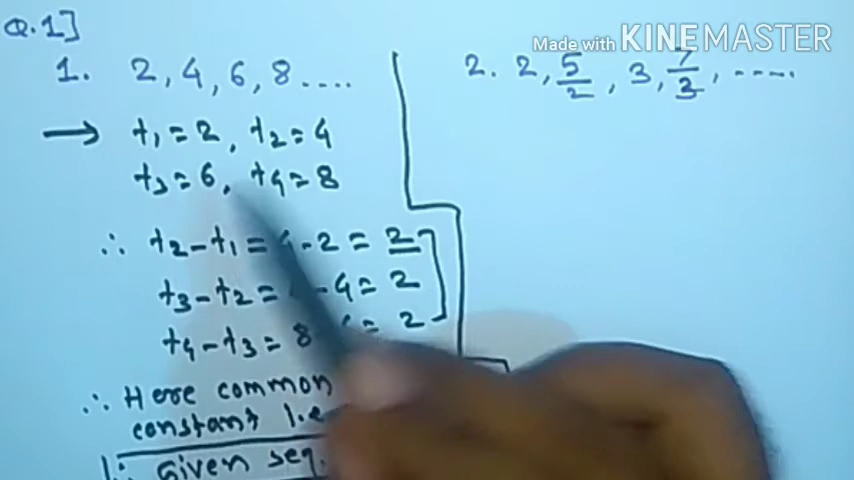 Q.1]
Made with KINEMASTER
1. 2, 4, 6, 8 ....
→ t₁ = 2, t₂ = 4
t₃ = 6, t₄ = 8
∴ t₂ - t₁ = 4 - 2 = 2
t₃ - t₂ = - 4 = 2
t₄ - t₃ = 8 = 2
∴ Here common
constant i.e
∴ Given seq.
2. 2, 5/2, 3, 7/3, ....